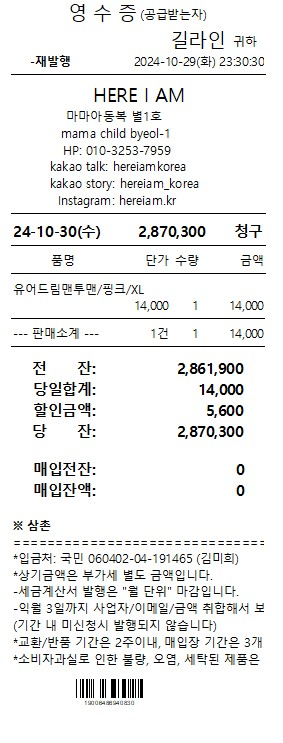 영 수 증 (공급받는자)
길라인 귀하
-재발행 2024-10-29(화) 23:30:30
HERE I AM
마마아동복 별1호
mama child byeol-1
HP: 010-3253-7959
kakao talk: hereiamkorea
kakao story: hereiam_korea
Instagram: hereiam.kr
24-10-30(수) 2,870,300 청구
품명 단가 수량 금액
유어드림맨투맨/핑크/XL
14,000 1 14,000
--- 판매소계 --- 1건 1 14,000
전 잔: 2,861,900
당일합계: 14,000
할인금액: 5,600
당 잔: 2,870,300
매입전잔: 0
매입잔액: 0
※ 삼촌
==============================
*입금처: 국민 060402-04-191465 (김미희)
*상기금액은 부가세 별도 금액입니다.
-세금계산서 발행은 "월 단위" 마감입니다.
-익월 3일까지 사업자/이메일/금액 취합해서 보
(기간 내 미신청시 발행되지 않습니다)
*교환/반품 기간은 2주이내, 매입장 기간은 3개
*소비자과실로 인한 불량, 오염, 세탁된 제품은
19006486940830